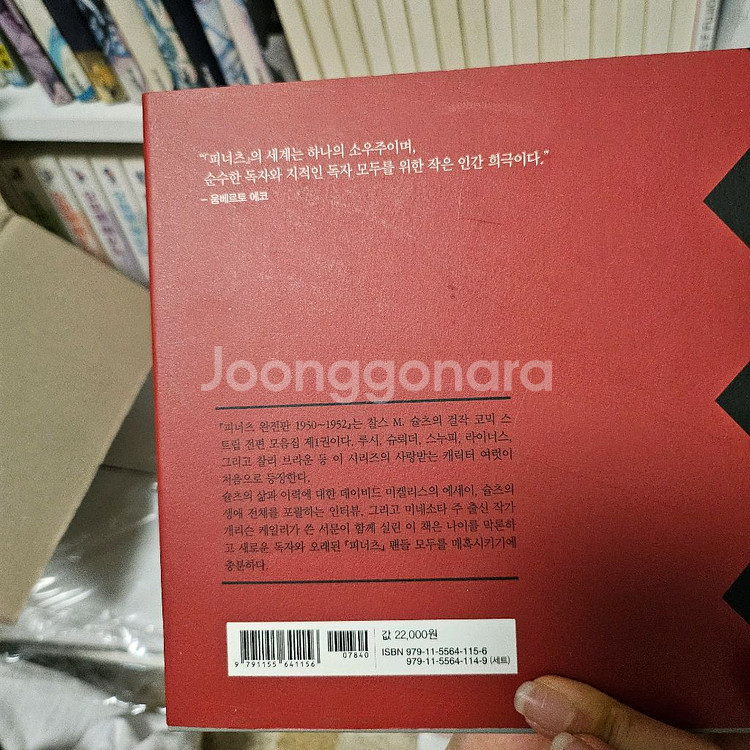 “『피너츠』의 세계는 하나의 소우주이며,
순수한 독자와 지적인 독자 모두를 위한 작은 인간 희극이다.”
– 움베르토 에코
Joonggonara
『피너츠 완전판 1950~1952』는 찰스 M. 슐츠의 걸작 코믹 스
트립 전편 모음집 제1권이다. 루시, 슈뢰더, 스누피, 라이너스,
그리고 찰리 브라운 등 이 시리즈의 사랑받는 캐릭터 여럿이
처음으로 등장한다.
슐츠의 삶과 이력에 대한 데이비드 미켈리스의 에세이, 슐츠의
생애 전체를 포괄하는 인터뷰, 그리고 미네소타 주 출신 작가
개리슨 케일러가 쓴 서문이 함께 실린 이 책은 나이를 막론하
고 새로운 독자와 오래된 『피너츠』 팬들 모두를 매혹시키기에
충분하다.
값 22,000원
ISBN 979-11-5564-115-6
979-11-5564-114-9 (세트)
07840
9 791155 641156